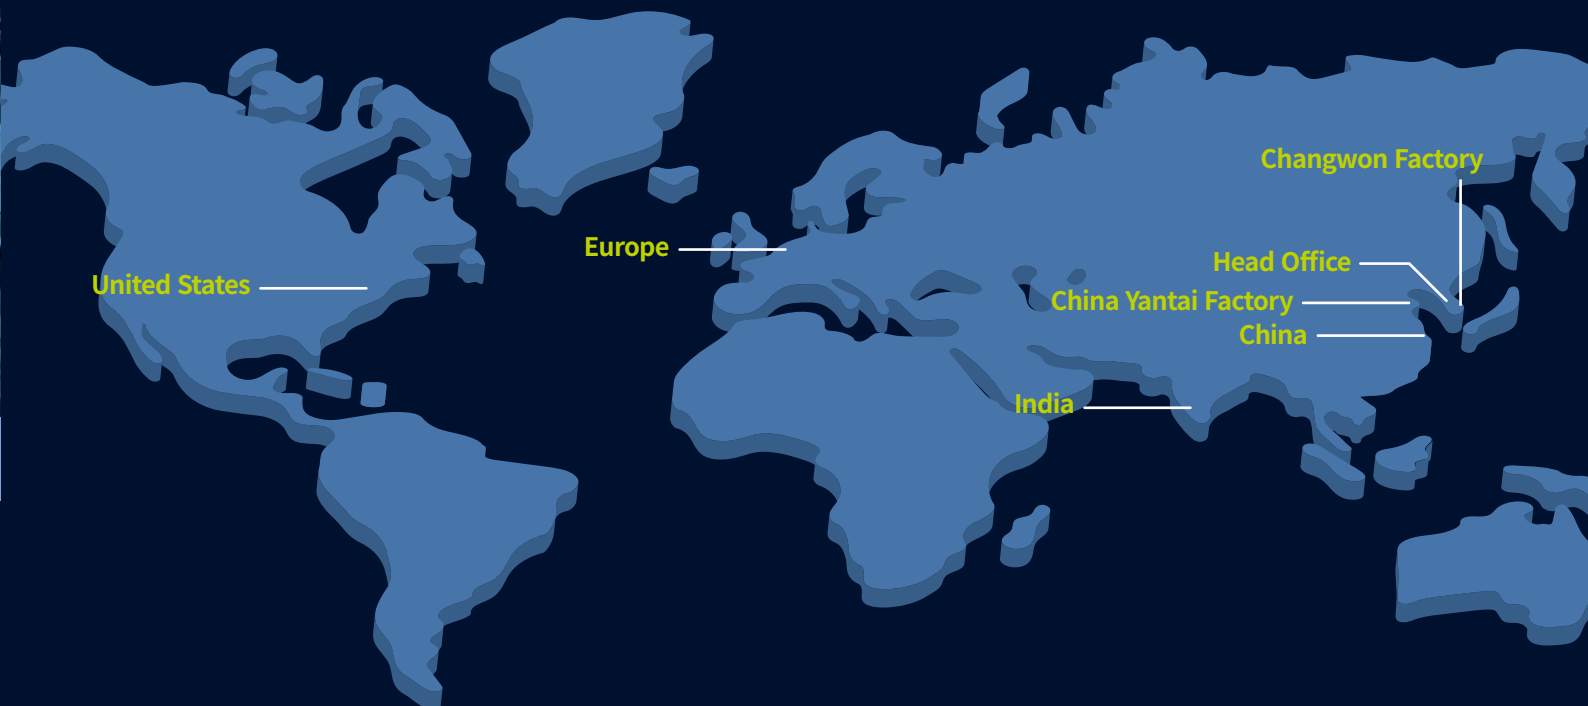 Changwon Factory
Europe
Head Office
United States
China Yantai Factory
China
India